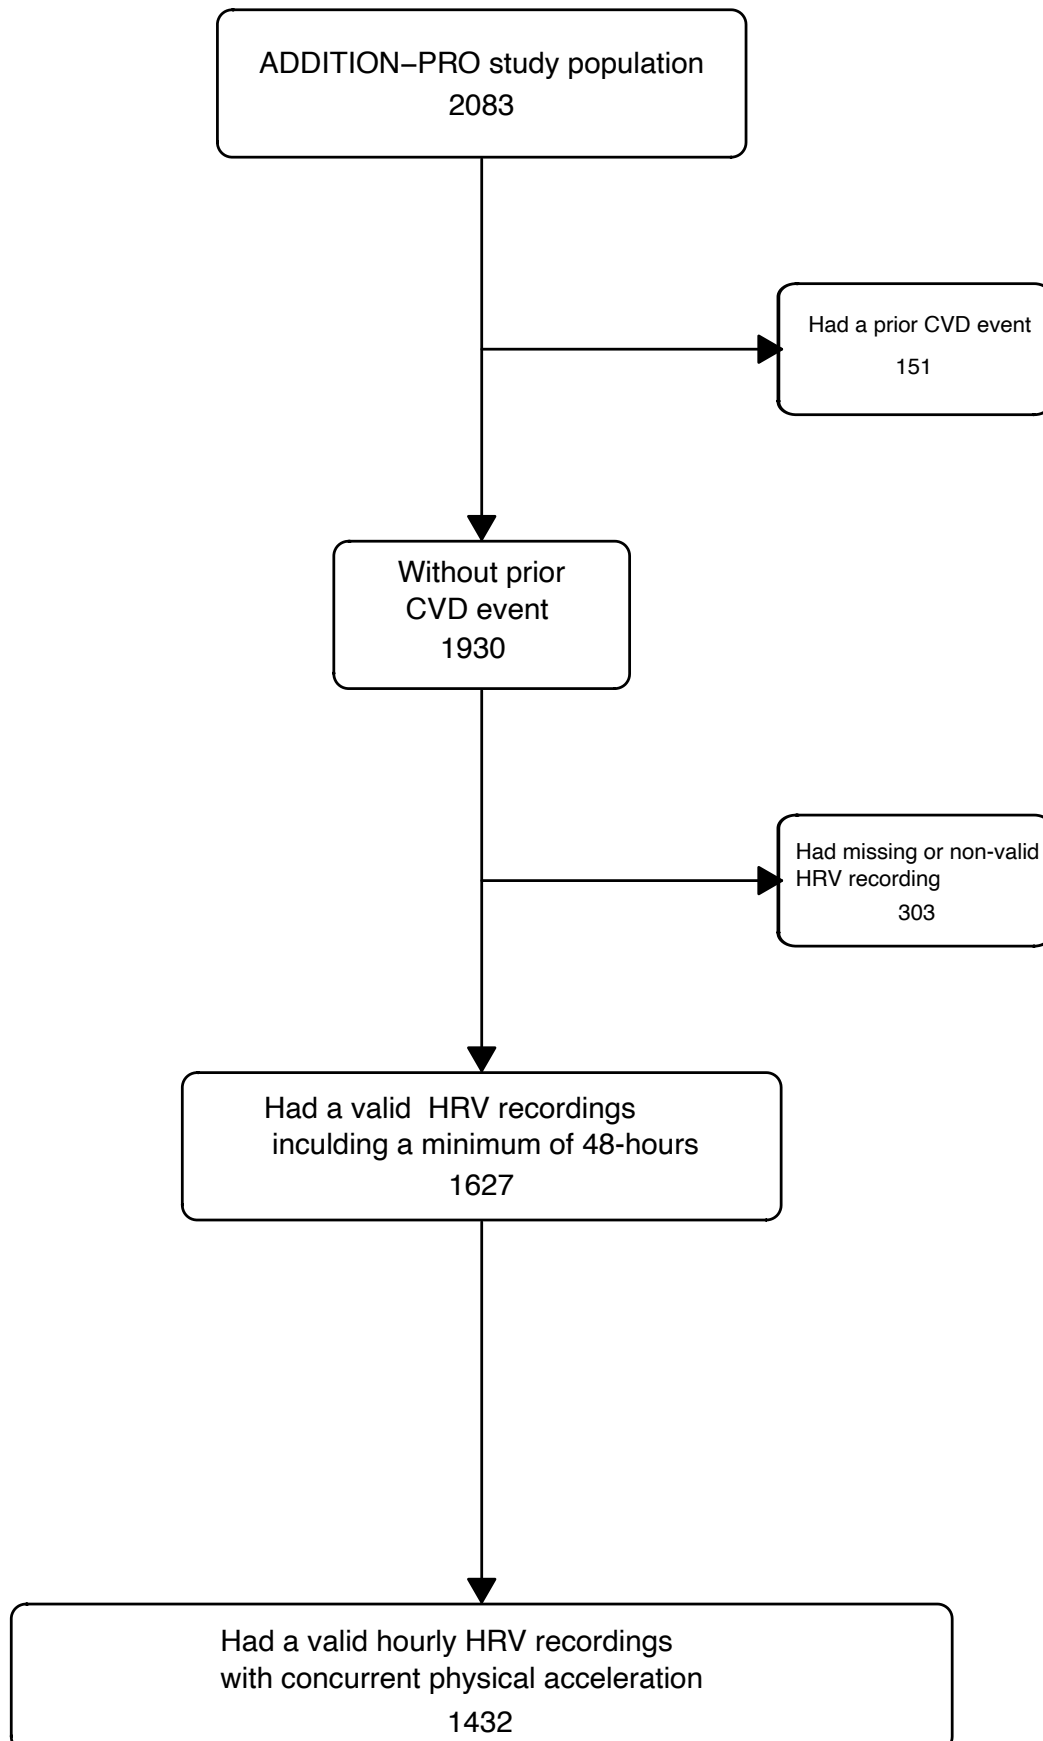 ADDITION−PRO study population
2083
Had a prior CVD event
151
Without prior
CVD event
1930
Had missing or non-valid
HRV recording
303
Had a valid  HRV recordings
inculding a minimum of 48-hours
1627
Had a valid hourly HRV recordings
with concurrent physical acceleration
1432